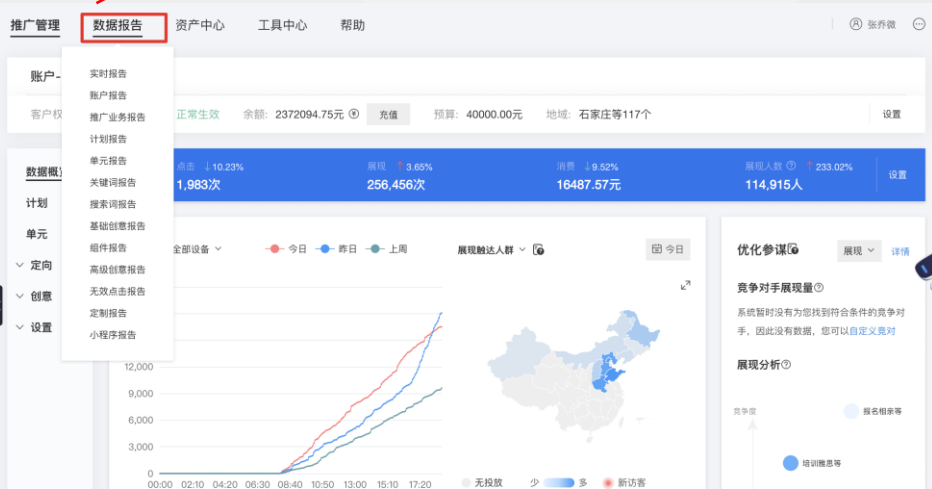 推广管理 数据报告 资产中心 工具中心 帮助 张乔微
实时报告
账户报告
推广业务报告
计划报告
单元报告
关键词报告
搜索词报告
基础创意报告
组件报告
高级创意报告
无效点击报告
定制报告
小程序报告
账户-
客户权 正常生效 余额: 2372094.75元 充值 预算: 40000.00元 地域: 石家庄等117个 设置
数据概
计划
单元
定向
创意
设置
点击 ↓10.23% 展现 ↑3.65% 消费 ↓9.52% 展现人数 ? ↑233.02%
1,983次 256,456次 16487.57元 114,915人 设置
全部设备 今日 昨日 上周
12,000
9,000
6,000
3,000
0
00:00 02:10 04:20 06:30 08:40 10:50 13:00 15:10 17:20
展现触达人群 今日
无投放 少 多 新访客
优化参谋 展现 详情
竞争对手展现量?
系统暂时没有为您找到符合条件的竞争对
手，因此没有数据，您可以自定义竞对
展现分析?
竞争度
报名相亲等
培训雅思等